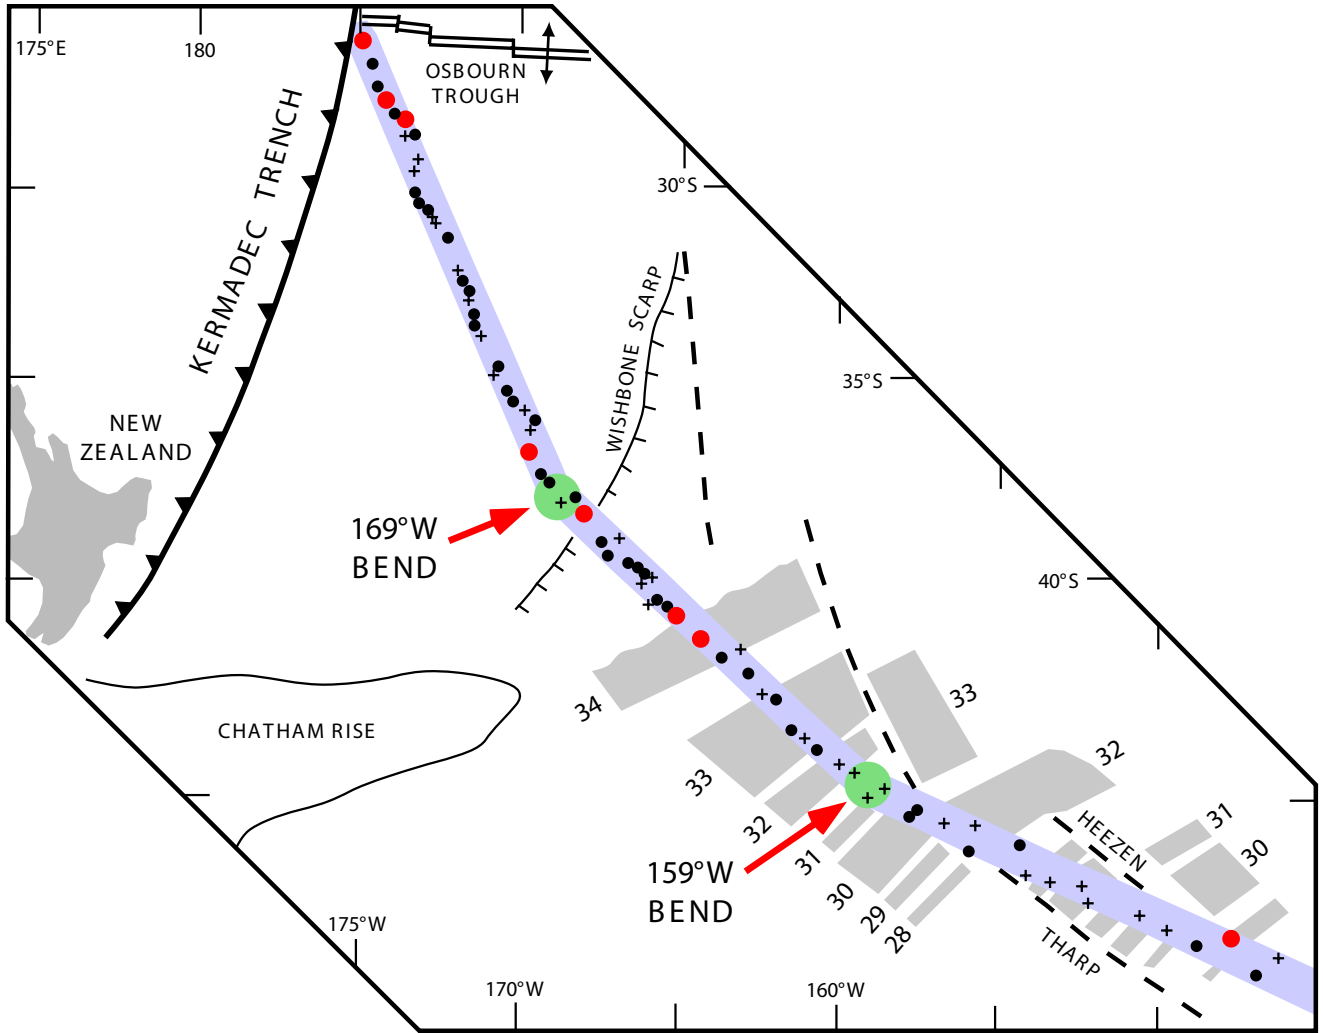 175°E
180
OSBOURN
TROUGH
KERMADEC TRENCH
30°S
WISHBONE SCARP
35°S
NEW
ZEALAND
169°W
BEND
40°S
34
33
CHATHAM RISE
33
32
32
31
HEEZEN
31
30
159°W
BEND
30
29
28
THARP
175°W
170°W
160°W